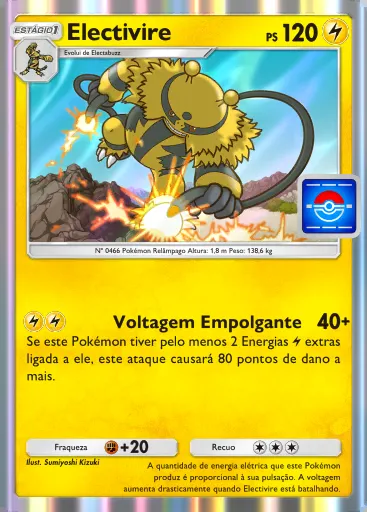 ESTÁGIO 1
Electivire
PS 120
Evolui de Electabuzz
N° 0466 Pokémon Relâmpago Altura: 1,8 m Peso: 138,6 kg
Voltagem Empolgante 40+
Se este Pokémon tiver pelo menos 2 Energias extras
ligada a ele, este ataque causará 80 pontos de dano a
mais.
Fraqueza +20
Recuo
Ilust. Sumiyoshi Kizuki
A quantidade de energia elétrica que este Pokémon
produz é proporcional à sua pulsação. A voltagem
aumenta drasticamente quando Electivire está batalhando.